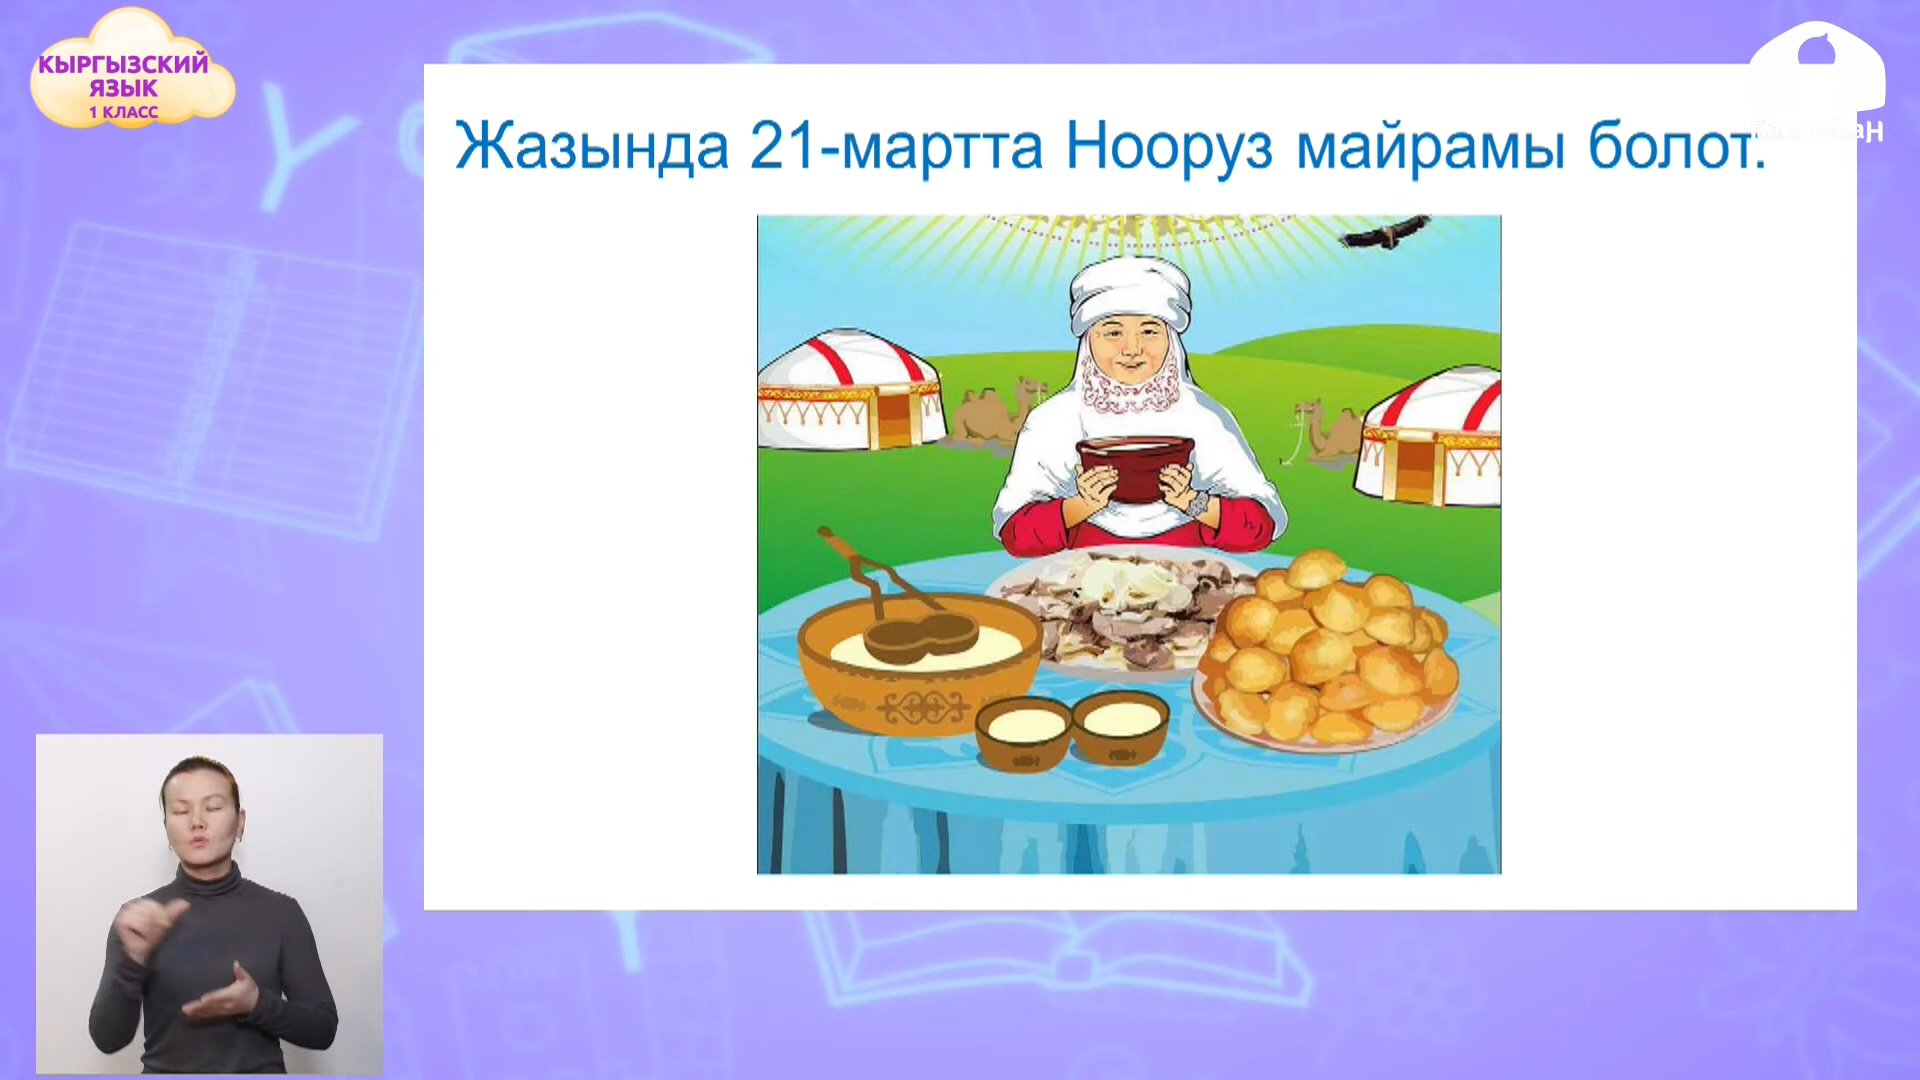 КЫРГЫЗСКИЙ
ЯЗЫК
1 КЛАСС
Жазында 21-мартта Нооруз майрамы болот.